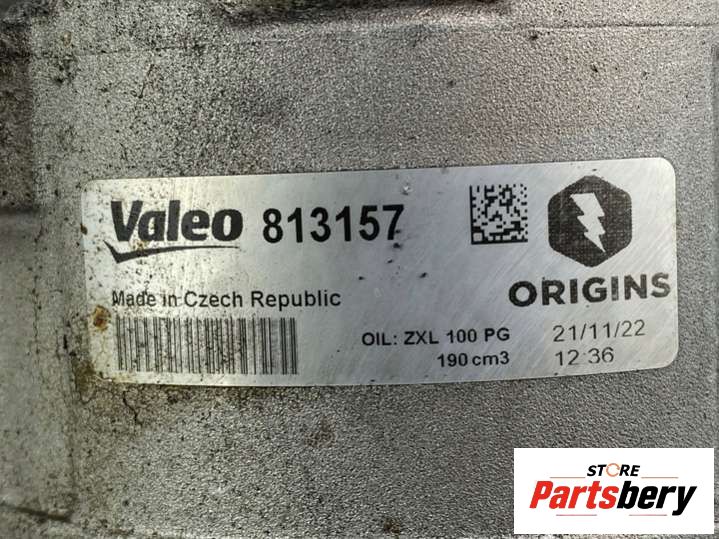 Valeo 813157
ORIGINS
Made in Czech Republic
OIL: ZXL 100 PG
190 cm3
21/11/22
12:36
STORE
Partsbery